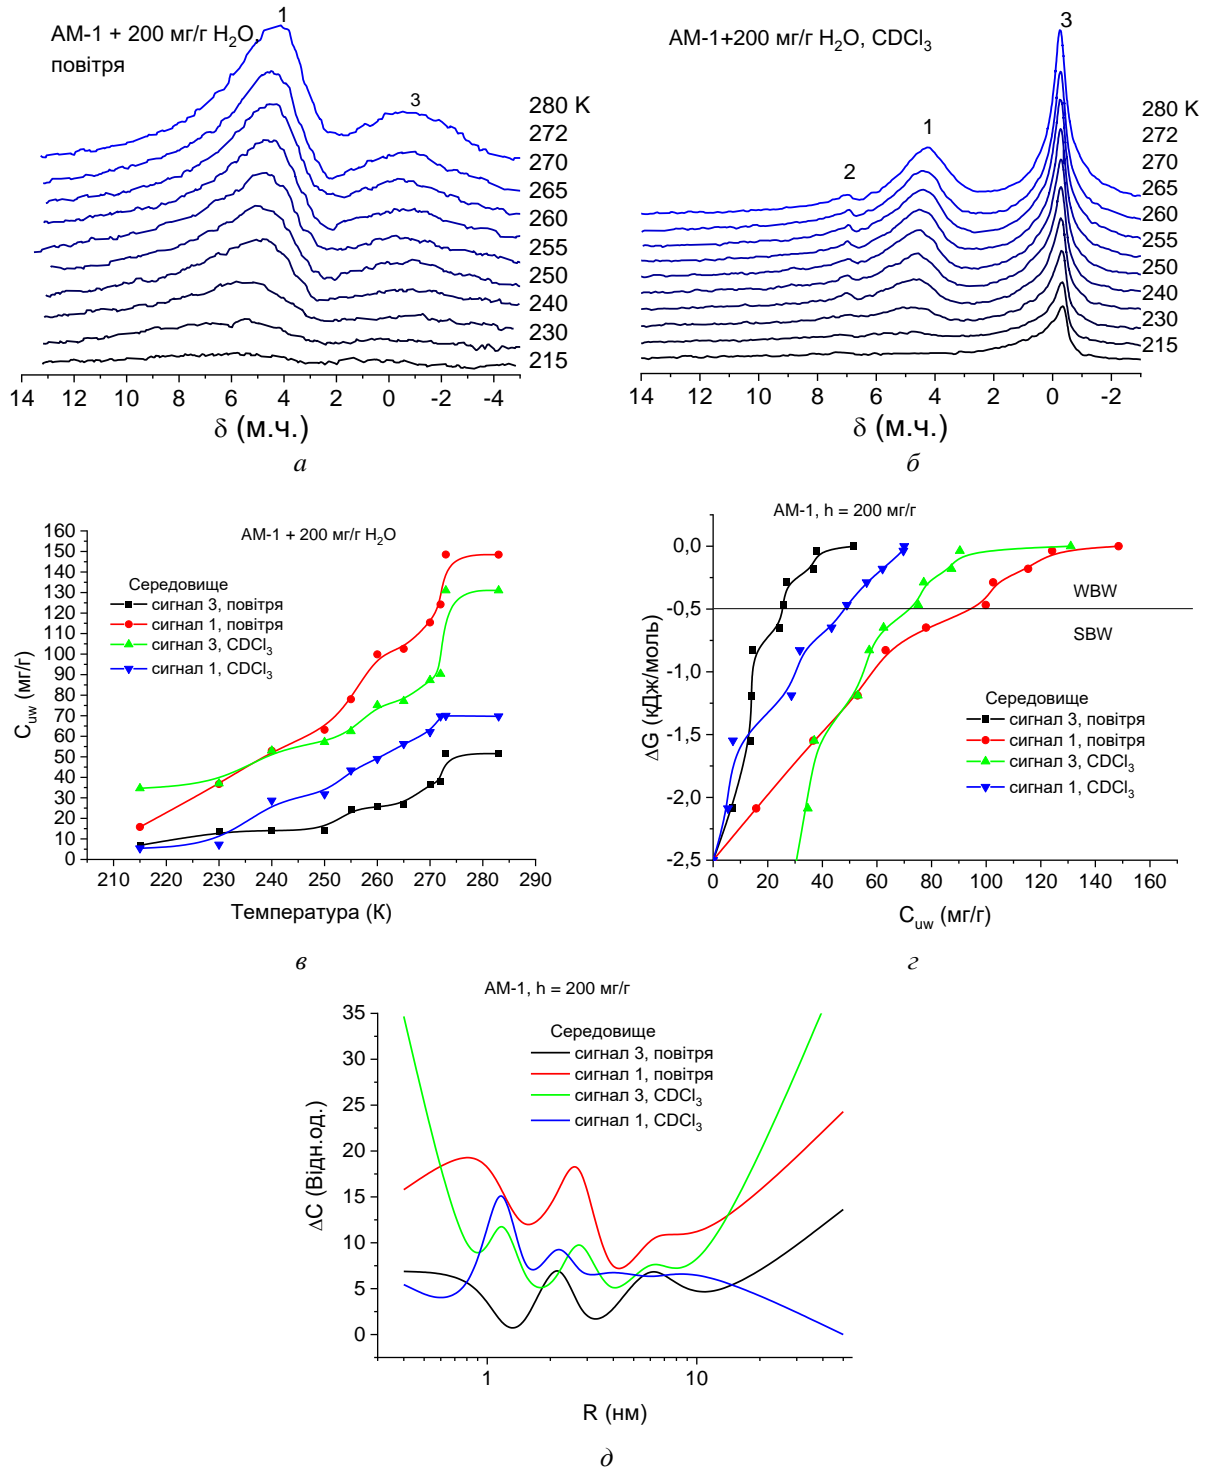 AM-1 + 200 мг/г H₂O,
повітря
1
3
280 K
272
270
265
260
255
250
240
230
215
14 12 10 8 6 4 2 0 -2 -4
δ (м.ч.)
а
AM-1+200 мг/г H₂O, CDCl₃
1
2
3
280 K
272
270
265
260
255
250
240
230
215
14 12 10 8 6 4 2 0 -2
δ (м.ч.)
б
AM-1 + 200 мг/г H₂O
Середовище
сигнал 3, повітря
сигнал 1, повітря
сигнал 3, CDCl₃
сигнал 1, CDCl₃
160
150
140
130
120
110
100
90
80
70
60
50
40
30
20
10
0
C_uw (мг/г)
210 220 230 240 250 260 270 280 290
Температура (К)
в
AM-1, h = 200 мг/г
0,0
-0,5
-1,0
-1,5
-2,0
-2,5
ΔG (кДж/моль)
WBW
SBW
Середовище
сигнал 3, повітря
сигнал 1, повітря
сигнал 3, CDCl₃
сигнал 1, CDCl₃
0 20 40 60 80 100 120 140 160
C_uw (мг/г)
г
AM-1, h = 200 мг/г
Середовище
сигнал 3, повітря
сигнал 1, повітря
сигнал 3, CDCl₃
сигнал 1, CDCl₃
35
30
25
20
15
10
5
0
ΔC (Відн.од.)
1 10
R (нм)
д